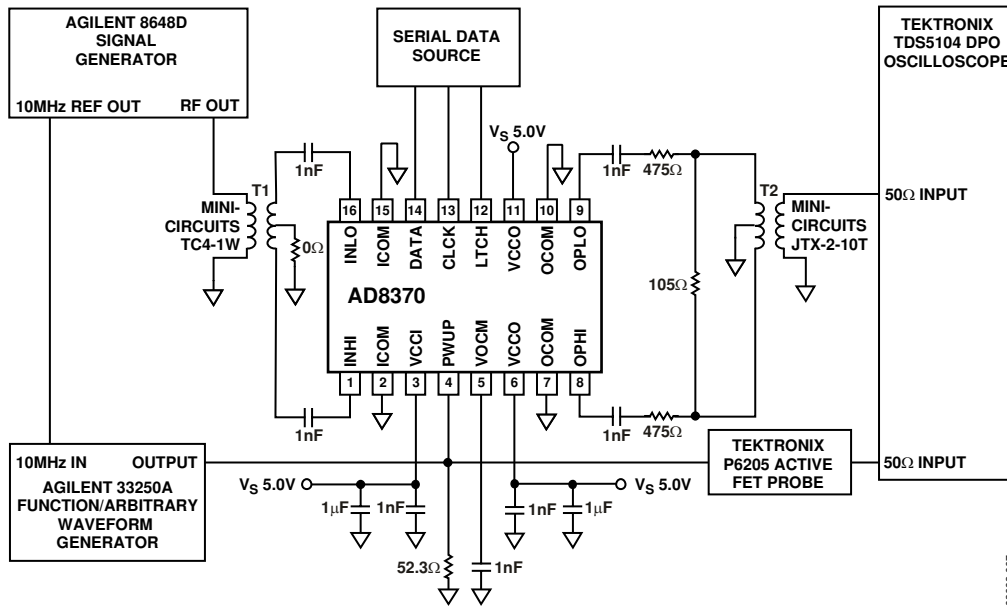 AGILENT 8648D
SIGNAL
GENERATOR
10MHz REF OUT RF OUT
SERIAL DATA
SOURCE
TEKTRONIX
TDS5104 DPO
OSCILLOSCOPE
VS 5.0V
1nF
1nF
475Ω
T1
MINI-
CIRCUITS
TC4-1W
0Ω
16 15 14 13 12 11 10 9
INLO ICOM DATA CLCK LTCH VCCO OCOM OPLO
AD8370
INHI ICOM VCCI PWUP VOCM VCCO OCOM OPHI
1 2 3 4 5 6 7 8
105Ω
T2
MINI-
CIRCUITS
JTX-2-10T
50Ω INPUT
1nF
1nF
475Ω
10MHz IN OUTPUT
AGILENT 33250A
FUNCTION/ARBITRARY
WAVEFORM
GENERATOR
TEKTRONIX
P6205 ACTIVE
FET PROBE
50Ω INPUT
VS 5.0V
1µF
1nF
1nF
1µF
VS 5.0V
52.3Ω
1nF